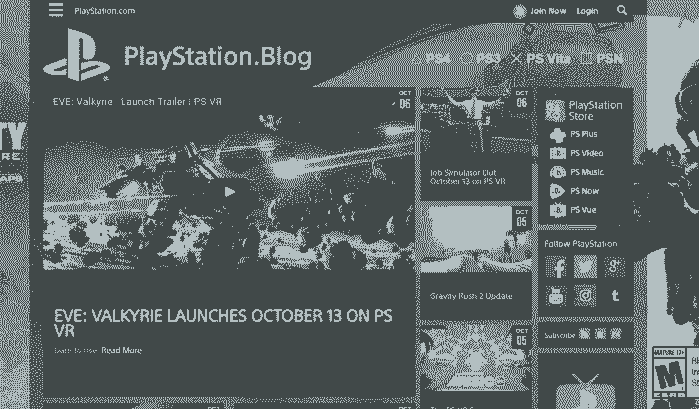 PlayStation.com
Join Now
Login
PlayStation.Blog
PS4
PS3
PS Vita
PSN
EVE: Valkyrie Launch Trailer | PS VR
OCT
06
EVE: VALKYRIE LAUNCHES OCTOBER 13 ON PS
VR
Read More
OCT
06
Job Simulator Out
October 13 on PS VR
OCT
05
Gravity Rush 2 Update
OCT
05
PlayStation
Store
PS Plus
PS Video
PS Music
PS Now
PS Vue
Follow PlayStation
Subscribe
MATURE 17+
M